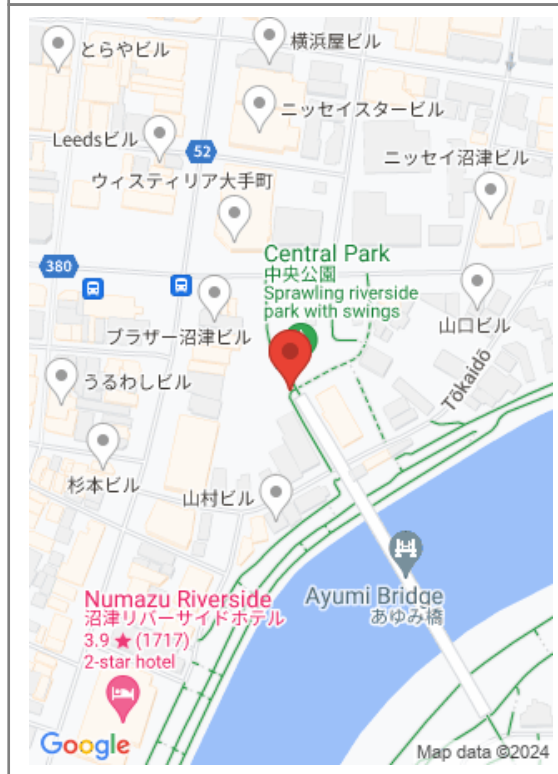 とらやビル
横浜屋ビル
ニッセイスタービル
Leedsビル
52
ニッセイ沼津ビル
ウィスティリア大手町
Central Park
中央公園
Sprawling riverside
park with swings
380
ブラザー沼津ビル
山口ビル
うるわしビル
Tōkaidō
杉本ビル
山村ビル
Ayumi Bridge
あゆみ橋
Numazu Riverside
沼津リバーサイドホテル
3.9 ★ (1717)
2-star hotel
Google
Map data ©2024